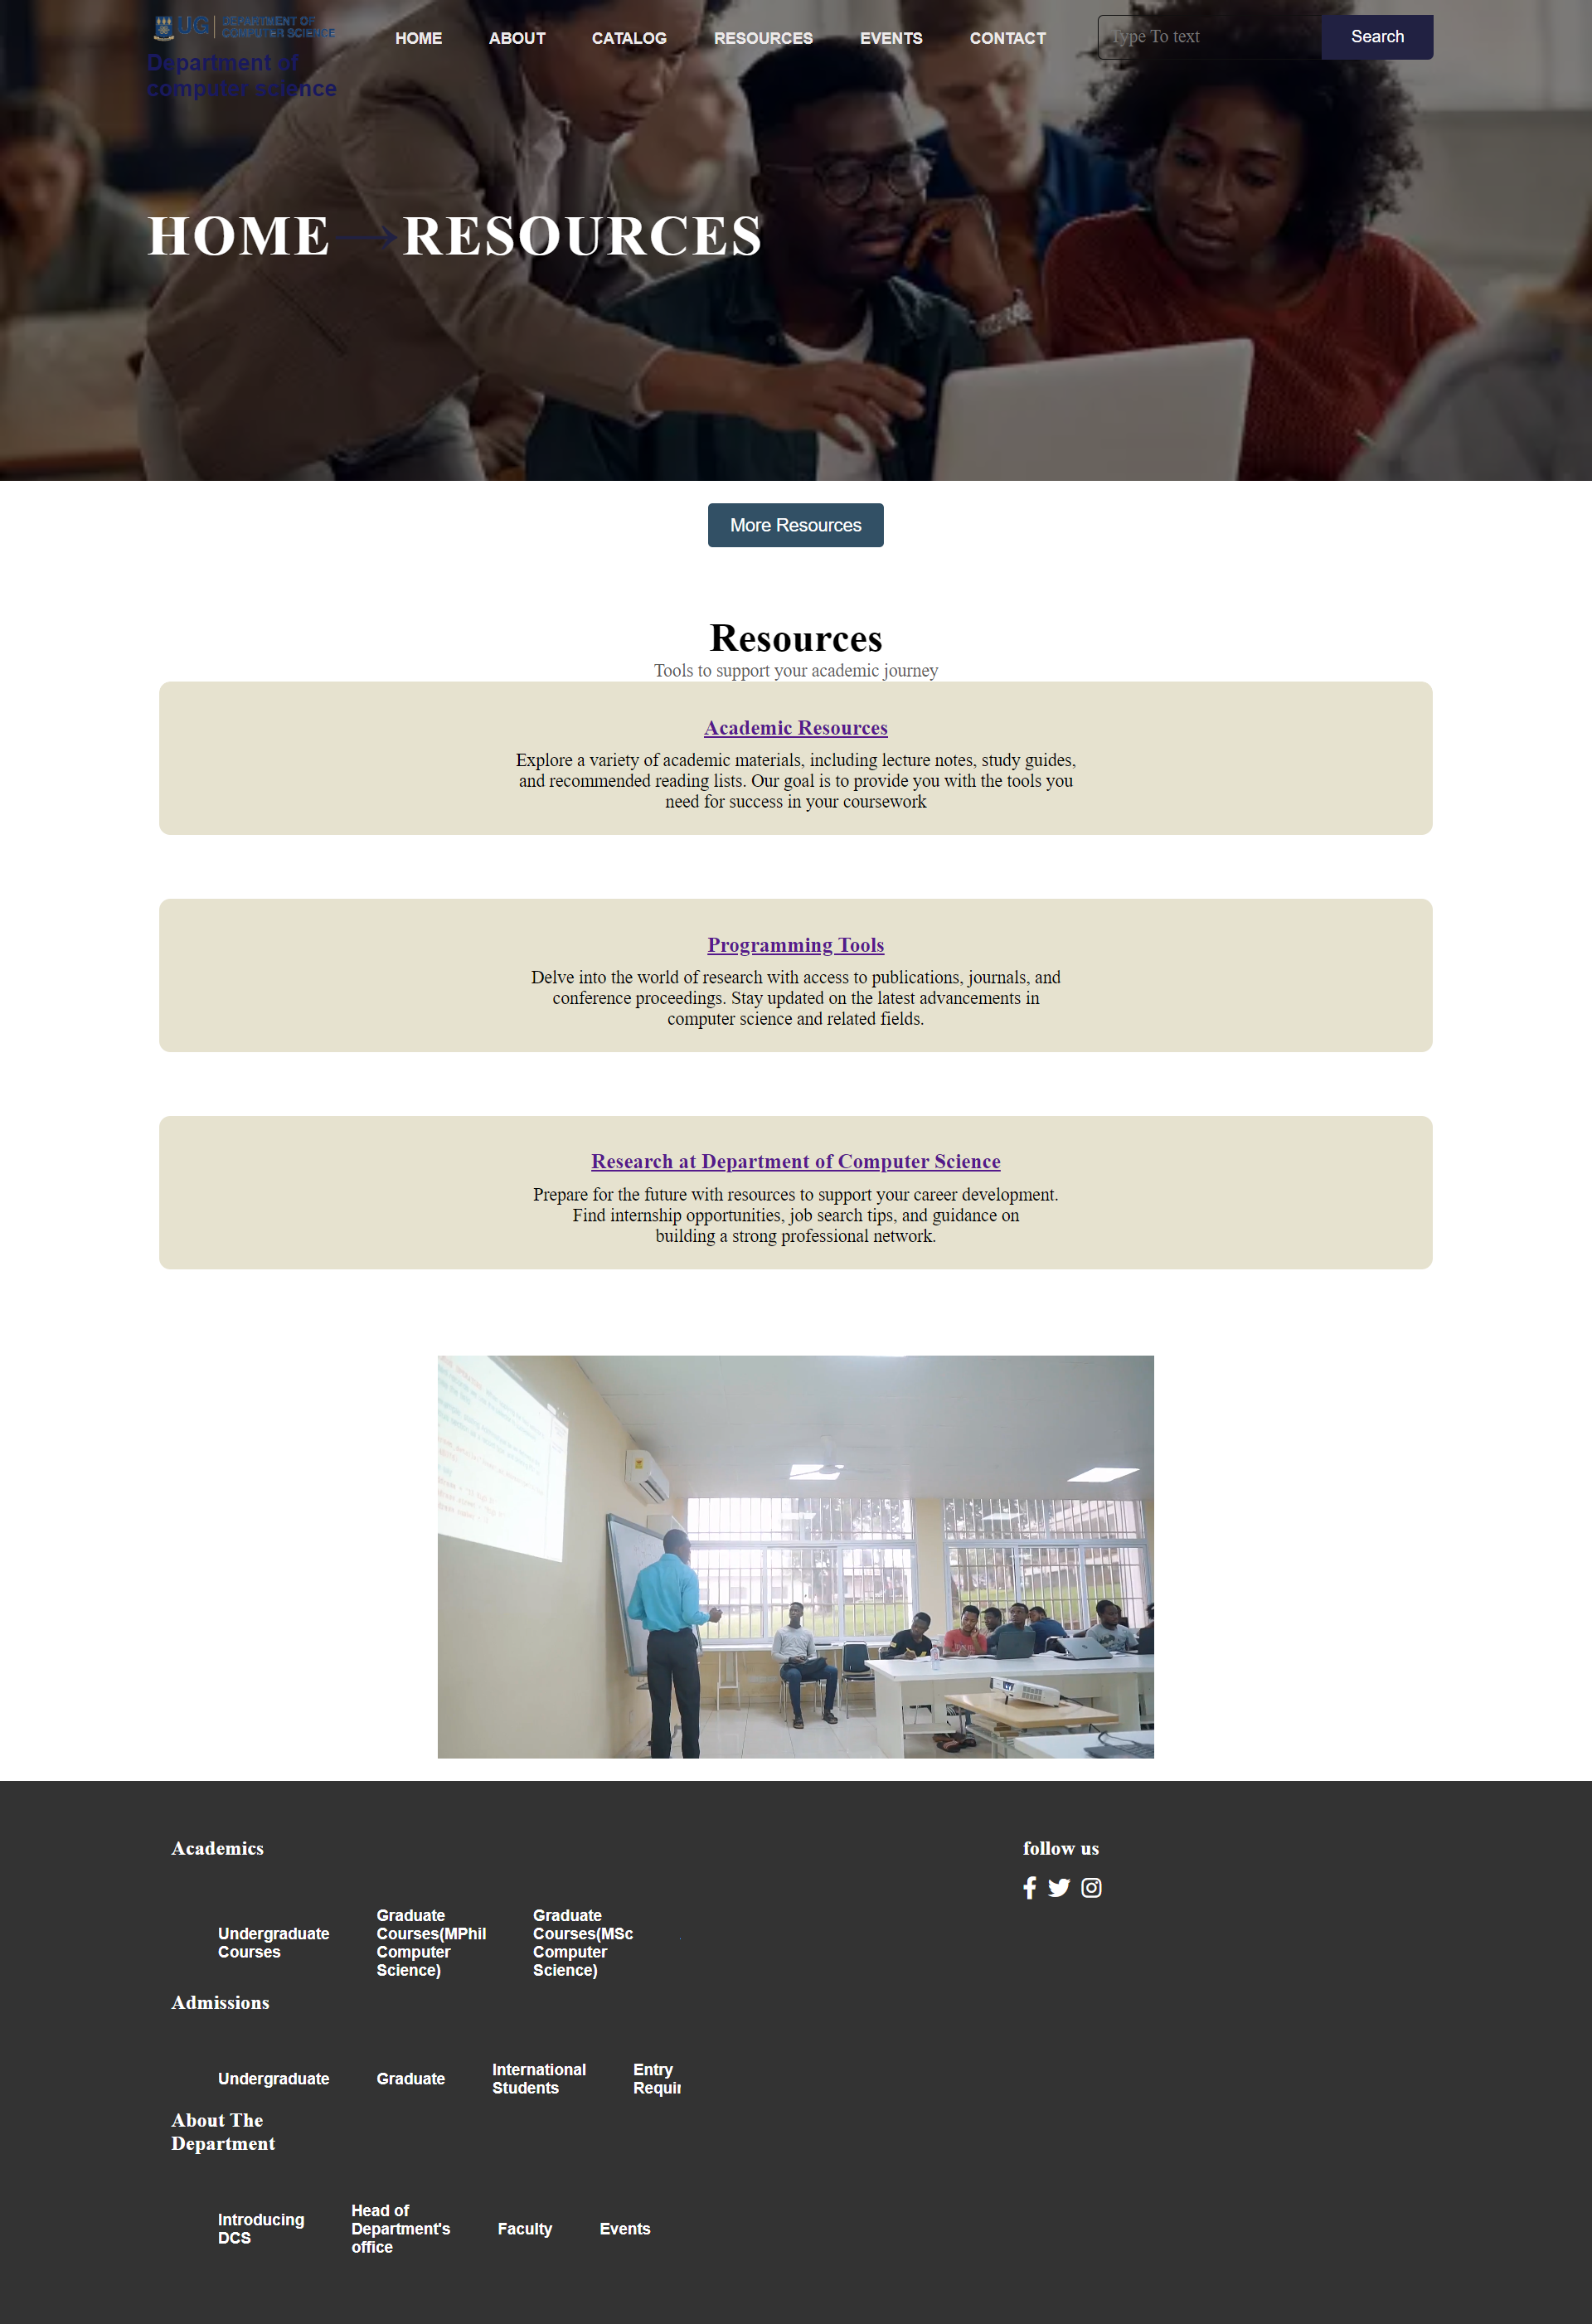 UG
DEPARTMENT OF
COMPUTER SCIENCE
Department of
computer science
HOME
ABOUT
CATALOG
RESOURCES
EVENTS
CONTACT
Type To text
Search
HOME→RESOURCES
More Resources
Resources
Tools to support your academic journey
Academic Resources
Explore a variety of academic materials, including lecture notes, study guides,
and recommended reading lists. Our goal is to provide you with the tools you
need for success in your coursework
Programming Tools
Delve into the world of research with access to publications, journals, and
conference proceedings. Stay updated on the latest advancements in
computer science and related fields.
Research at Department of Computer Science
Prepare for the future with resources to support your career development.
Find internship opportunities, job search tips, and guidance on
building a strong professional network.
Academics
follow us
Undergraduate
Courses
Graduate
Courses(MPhil
Computer
Science)
Graduate
Courses(MSc
Computer
Science)
Admissions
Undergraduate
Graduate
International
Students
Entry
About The
Department
Introducing
DCS
Head of
Department's
office
Faculty
Events